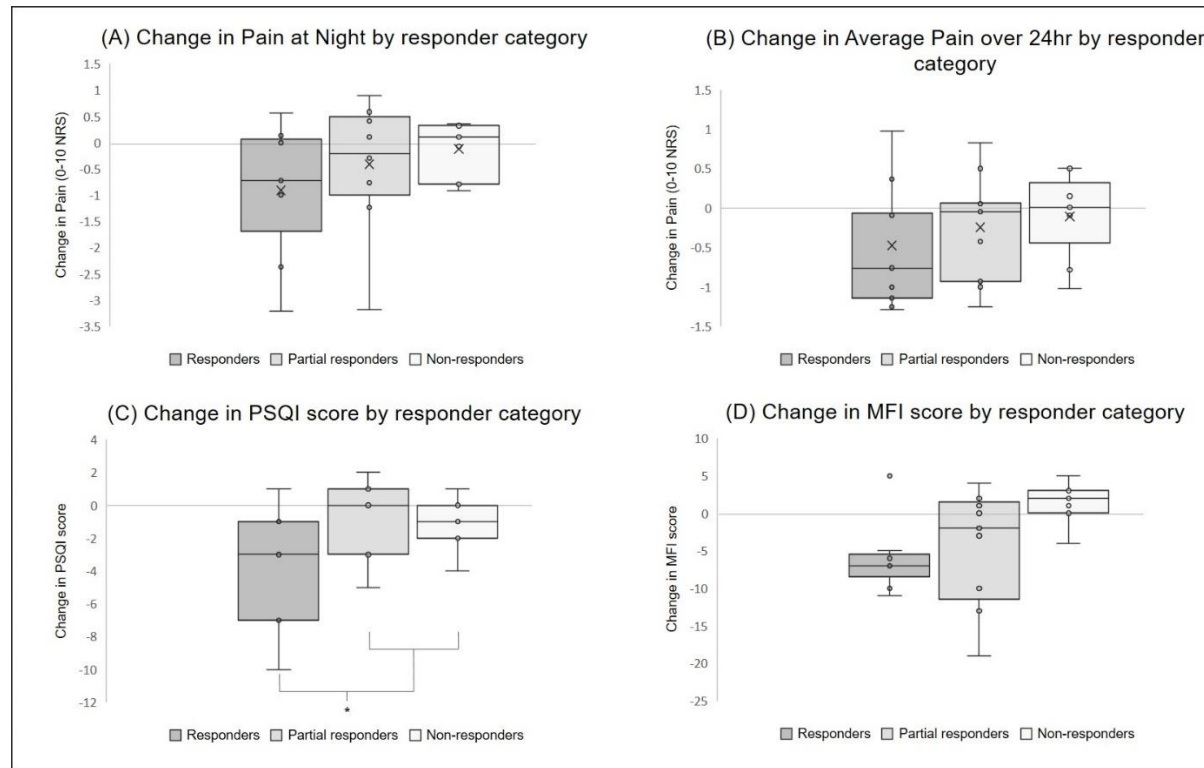 (A) Change in Pain at Night by responder category
1.5
1
0.5
0
-0.5
-1
-1.5
-2
-2.5
-3
-3.5
Change in Pain (0-10 NRS)
Responders Partial responders Non-responders
(B) Change in Average Pain over 24hr by responder
category
1.5
1
0.5
0
-0.5
-1
-1.5
Change in Pain (0-10 NRS)
Responders Partial responders Non-responders
(C) Change in PSQI score by responder category
4
2
0
-2
-4
-6
-8
-10
-12
Change in PSQI score
*
Responders Partial responders Non-responders
(D) Change in MFI score by responder category
10
5
0
-5
-10
-15
-20
-25
Change in MFI score
Responders Partial responders Non-responders